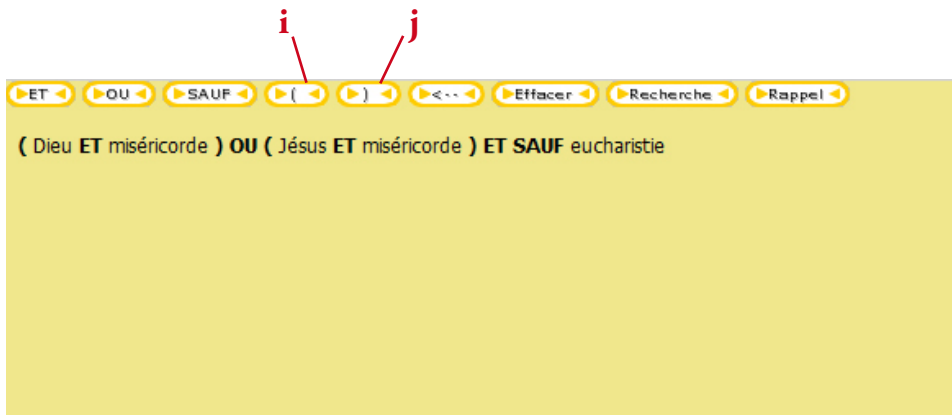 i j
ET OU SAUF ( ) <-- Effacer Recherche Rappel
( Dieu ET miséricorde ) OU ( Jésus ET miséricorde ) ET SAUF eucharistie